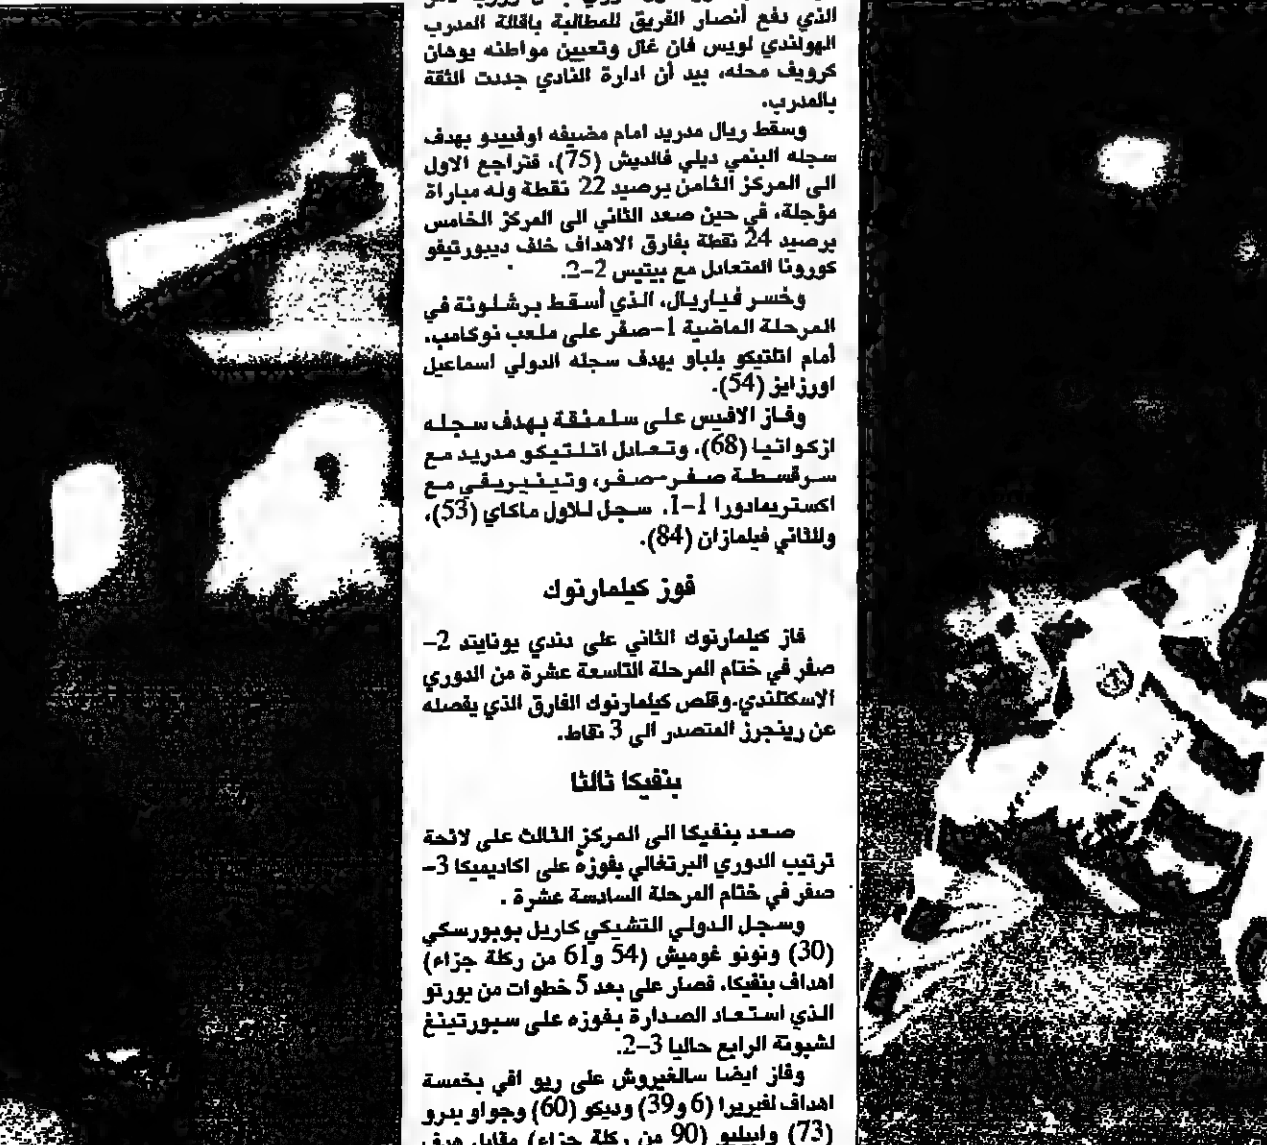 الذي دفع أنصار الفريق للمطالبة باقالة المدرب
الهولندي لويس فان غال وتعيين مواطنه يوهان
كرويف محله، بيد أن ادارة النادي جددت الثقة
بالمدرب.
وسقط ريال مدريد امام مضيفه اوفييدو بهدف
سجله البنمي ديلي فالديش (75)، فتراجع الاول
الى المركز الثامن برصيد 22 نقطة وله مباراة
مؤجلة، في حين صعد الثاني الى المركز الخامس
برصيد 24 نقطة بفارق الاهداف خلف ديبورتيفو
كورونا المتعادل مع بيتيس 2-2.
وخسر فياريال، الذي أسقط برشلونة في
المرحلة الماضية 1-صفر على ملعب نوكامب،
أمام اتلتيكو بلباو بهدف سجله الدولي اسماعيل
اورزايز (54).
وفاز الافيس على سلمنقة بهدف سجله
ازكواتيا (68)، وتعادل اتلتيكو مدريد مع
سرقسطة صفر-صفر، وتينيريفي مع
اكستريمادورا 1-1. سجل للاول ماكاي (53)،
وللثاني فيلمازان (84).
فوز كيلمارنوك
فاز كيلمارنوك الثاني على دندي يونايتد 2-
صفر في ختام المرحلة التاسعة عشرة من الدوري
الاسكتلندي.وقلص كيلمارنوك الفارق الذي يفصله
عن رينجرز المتصدر الى 3 نقاط.
بنفيكا ثالثا
صعد بنفيكا الى المركز الثالث على لائحة
ترتيب الدوري البرتغالي بفوزه على اكاديميكا 3-
صفر في ختام المرحلة السادسة عشرة .
وسجل الدولي التشيكي كاريل بوبورسكي
(30) ونونو غوميش (54 و61 من ركلة جزاء)
اهداف بنفيكا، فصار على بعد 5 خطوات من بورتو
الذي استعاد الصدارة بفوزه على سبورتينغ
لشبونة الرابع حاليا 3-2.
وفاز ايضا سالغيروش على ريو افي بخمسة
اهداف لفيريرا (6 و39) وديكو (60) وجواو بدرو
(73) وابيليو (90 من ركلة جزاء) مقابل هدف